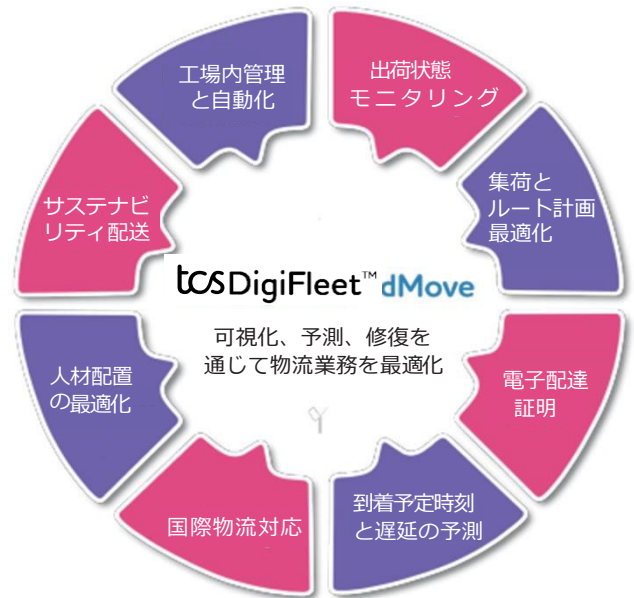 工場内管理
と自動化
出荷状態
モニタリング
集荷と
ルート計画
最適化
サステナビ
リティ配送
tcsDigiFleet™dMove
可視化、予測、修復を
通じて物流業務を最適化
人材配置
の最適化
電子配達
証明
国際物流対応
到着予定時刻
と遅延の予測